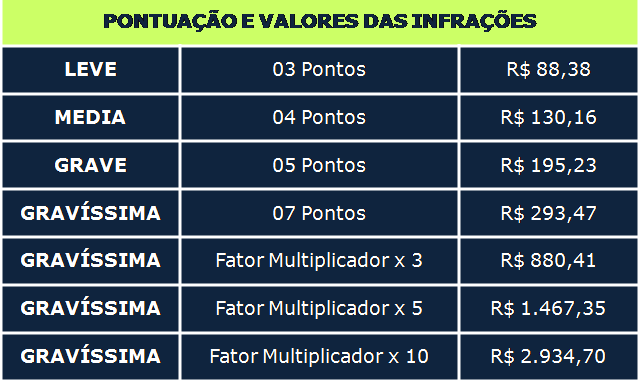 PONTUAÇÃO E VALORES DAS INFRAÇÕES
LEVE 03 Pontos R$ 88,38
MEDIA 04 Pontos R$ 130,16
GRAVE 05 Pontos R$ 195,23
GRAVÍSSIMA 07 Pontos R$ 293,47
GRAVÍSSIMA Fator Multiplicador x 3 R$ 880,41
GRAVÍSSIMA Fator Multiplicador x 5 R$ 1.467,35
GRAVÍSSIMA Fator Multiplicador x 10 R$ 2.934,70